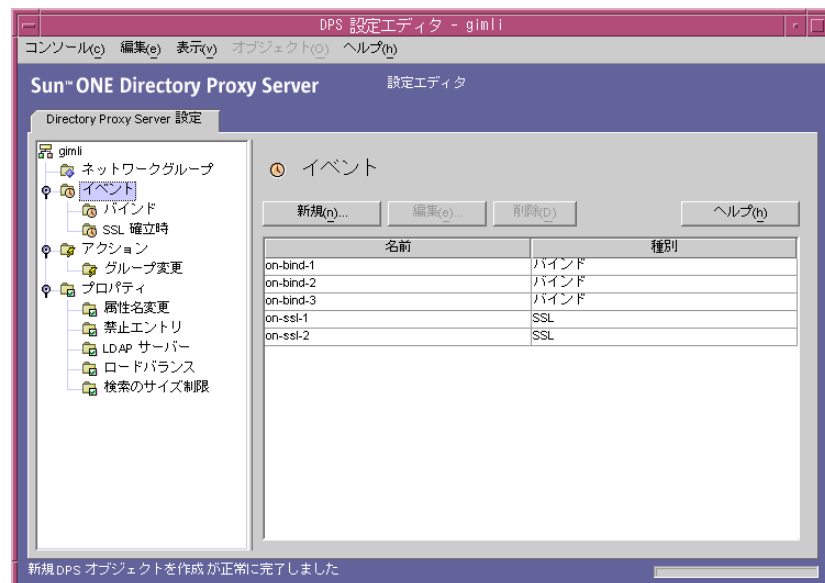 DPS 設定エディタ - gimli
コンソール(c) 編集(e) 表示(v) オブジェクト(O) ヘルプ(h)
Sun™ ONE Directory Proxy Server 設定エディタ
Directory Proxy Server 設定
gimli
ネットワークグループ
イベント
バインド
SSL 確立時
アクション
グループ変更
プロパティ
属性名変更
禁止エントリ
LDAP サーバー
ロードバランス
検索のサイズ制限
イベント
新規(n)... 編集(e)... 削除(D) ヘルプ(h)
名前 種別
on-bind-1 バインド
on-bind-2 バインド
on-bind-3 バインド
on-ssl-1 SSL
on-ssl-2 SSL
新規DPS オブジェクトを作成 が正常に完了しました